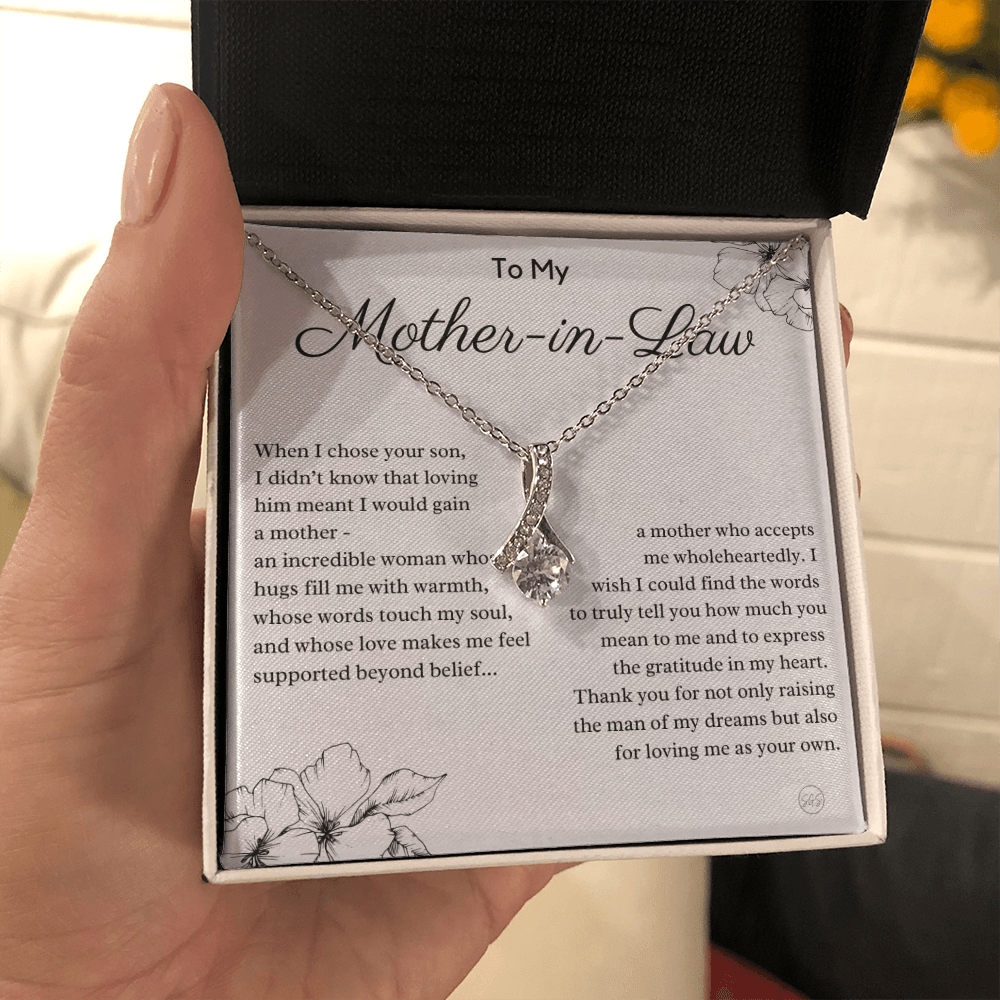 To My
Mother-in-Law
When I chose your son,
I didn't know that loving
him meant I would gain
a mother -
an incredible woman whos
hugs fill me with warmth,
whose words touch my soul,
and whose love makes me feel
supported beyond belief...
a mother who accepts
me wholeheartedly. I
wish I could find the words
to truly tell you how much you
mean to me and to express
the gratitude in my heart.
Thank you for not only raising
the man of my dreams but also
for loving me as your own.
S&S